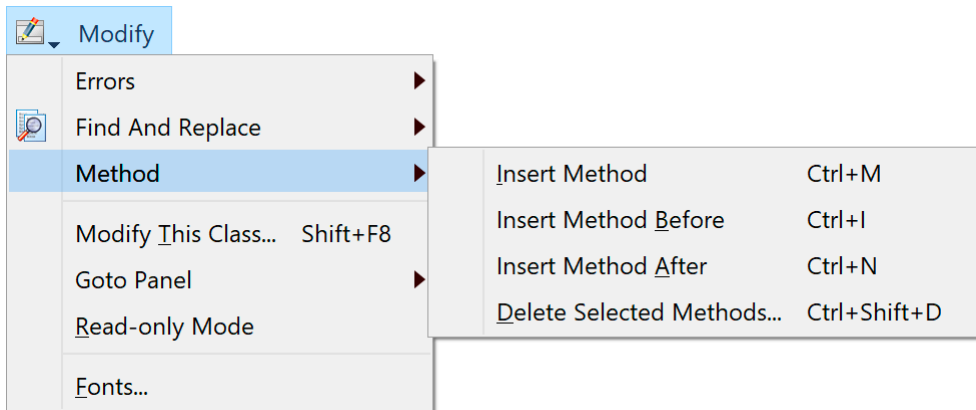 Modify
Errors
Find And Replace
Method
Insert Method Ctrl+M
Insert Method Before Ctrl+I
Insert Method After Ctrl+N
Delete Selected Methods... Ctrl+Shift+D
Modify This Class... Shift+F8
Goto Panel
Read-only Mode
Fonts...